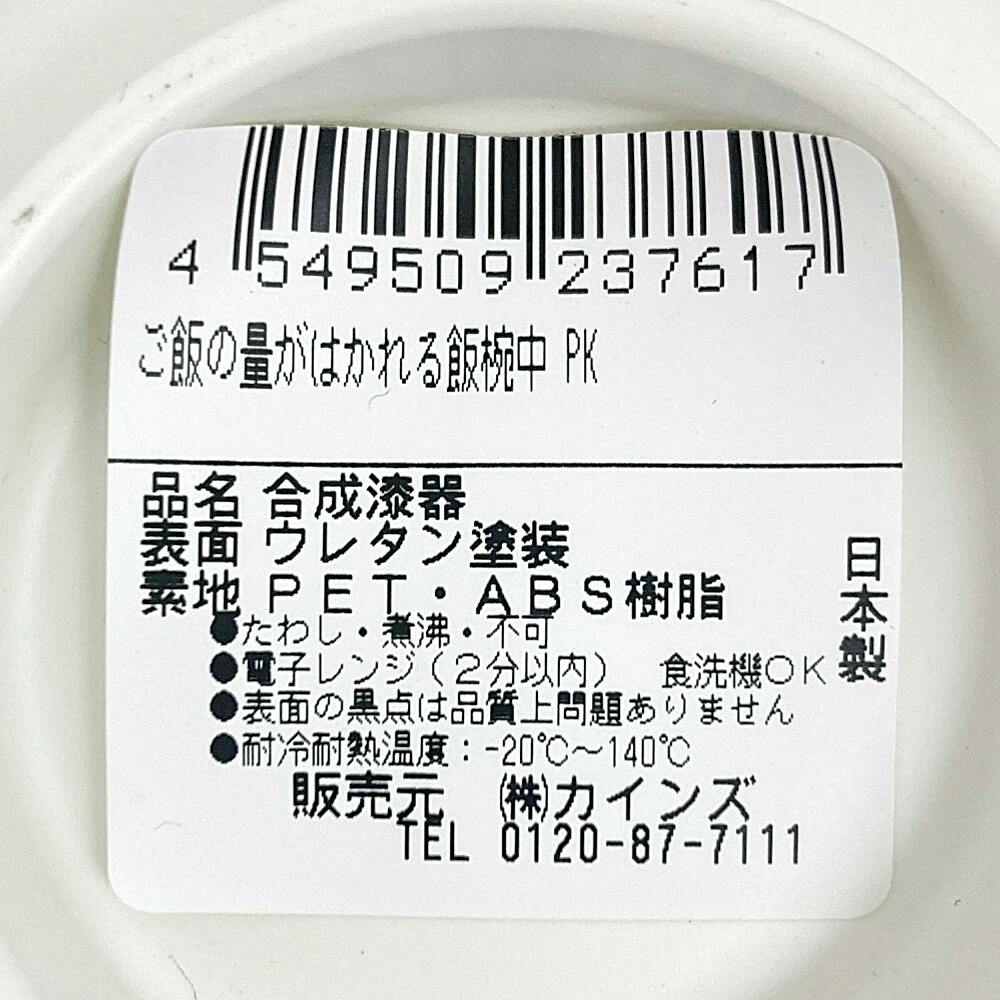 4 549509 237617
ご飯の量がはかれる飯椀中 PK
品名 合成漆器
表面 ウレタン塗装
素地 PET・ABS樹脂
●たわし・煮沸・不可
●電子レンジ(2分以内) 食洗機OK
●表面の黒点は品質上問題ありません
●耐冷耐熱温度:-20℃～140℃
日本製
販売元 ㈱カインズ
TEL 0120-87-7111